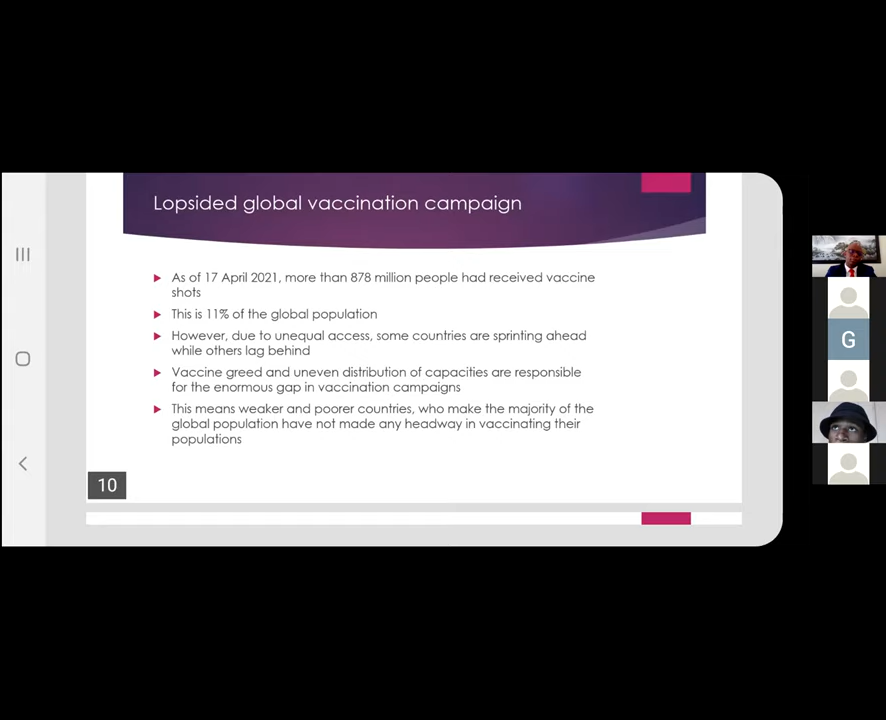 Lopsided global vaccination campaign
As of 17 April 2021, more than 878 million people had received vaccine
shots
This is 11% of the global population
However, due to unequal access, some countries are sprinting ahead
while others lag behind
Vaccine greed and uneven distribution of capacities are responsible
for the enormous gap in vaccination campaigns
This means weaker and poorer countries, who make the majority of the
global population have not made any headway in vaccinating their
populations
10
G